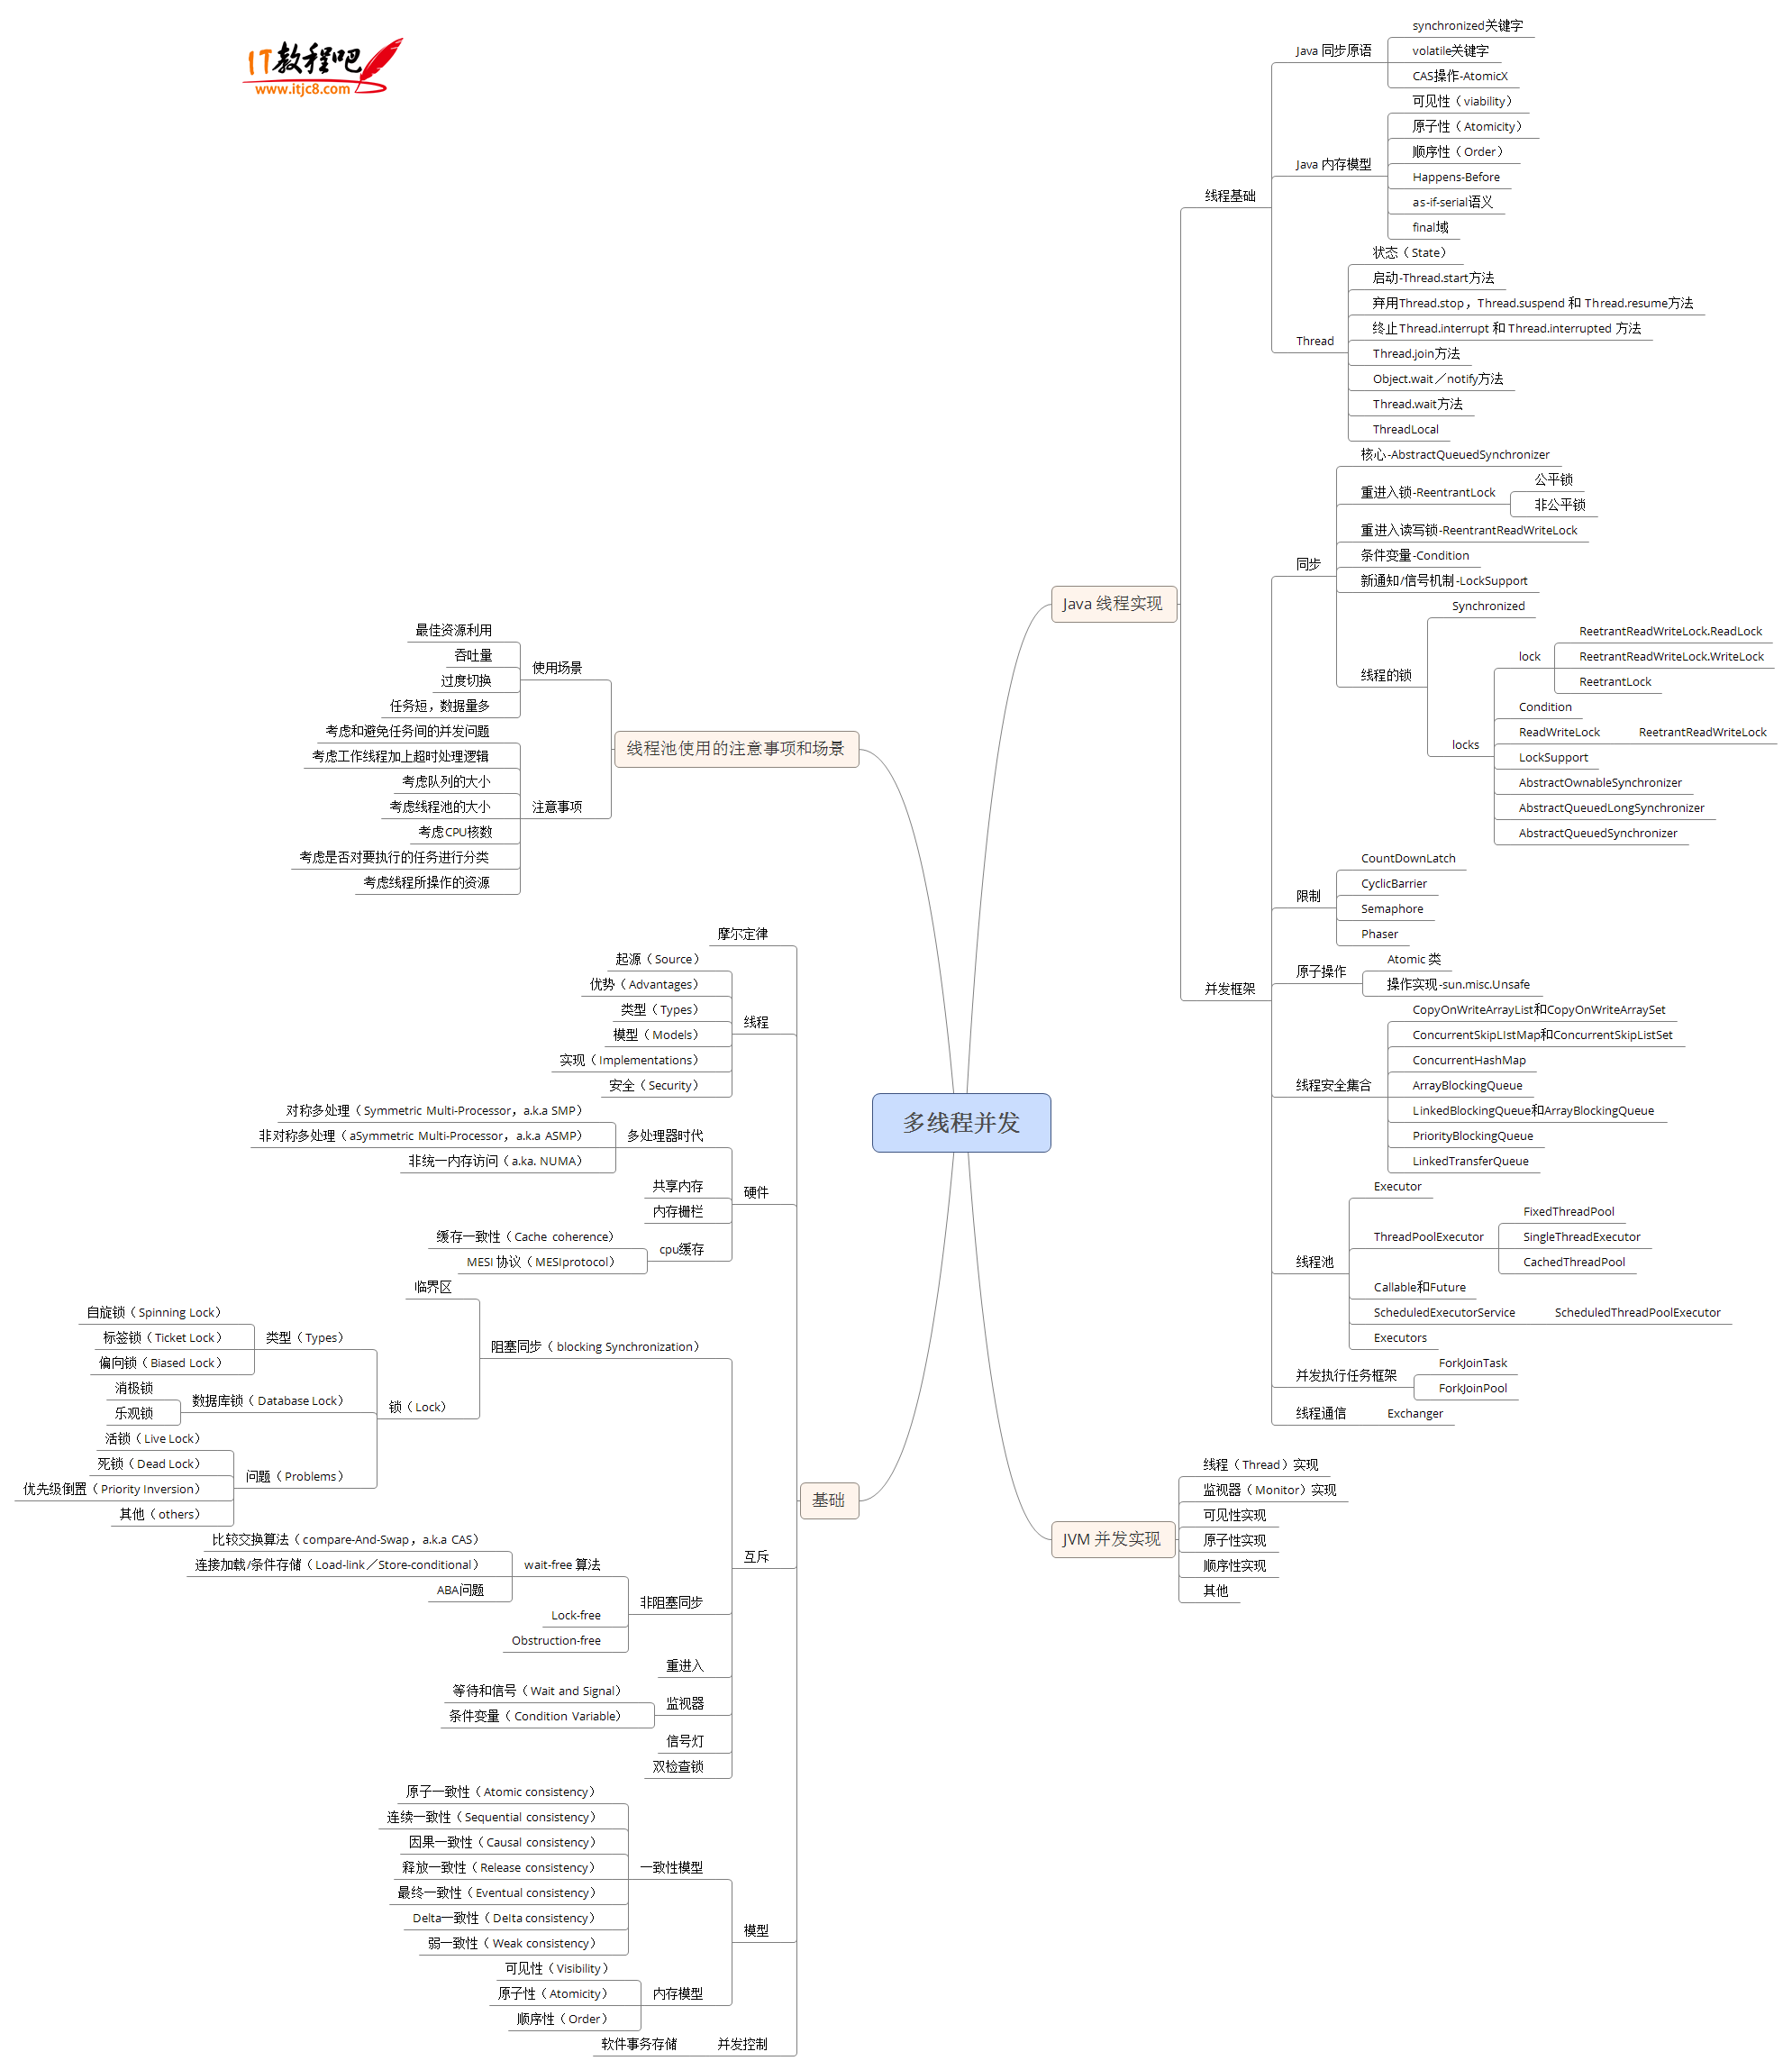 IT教程吧
www.itjc8.com
多线程并发
Java 线程实现
线程基础
Java 同步原语
synchronized关键字
volatile关键字
CAS操作-AtomicX
Java 内存模型
可见性（viability）
原子性（Atomicity）
顺序性（Order）
Happens-Before
as-if-serial语义
final域
Thread
状态（State）
启动-Thread.start方法
弃用Thread.stop，Thread.suspend 和 Thread.resume方法
终止Thread.interrupt 和 Thread.interrupted 方法
Thread.join方法
Object.wait／notify方法
Thread.wait方法
ThreadLocal
并发框架
同步
核心-AbstractQueuedSynchronizer
重进入锁-ReentrantLock
公平锁
非公平锁
重进入读写锁-ReentrantReadWriteLock
条件变量-Condition
新通知/信号机制-LockSupport
线程的锁
Synchronized
locks
lock
ReetrantReadWriteLock.ReadLock
ReetrantReadWriteLock.WriteLock
ReetrantLock
Condition
ReadWriteLock
ReetrantReadWriteLock
LockSupport
AbstractOwnableSynchronizer
AbstractQueuedLongSynchronizer
AbstractQueuedSynchronizer
限制
CountDownLatch
CyclicBarrier
Semaphore
Phaser
原子操作
Atomic 类
操作实现-sun.misc.Unsafe
线程安全集合
CopyOnWriteArrayList和CopyOnWriteArraySet
ConcurrentSkipLIstMap和ConcurrentSkipListSet
ConcurrentHashMap
ArrayBlockingQueue
LinkedBlockingQueue和ArrayBlockingQueue
PriorityBlockingQueue
LinkedTransferQueue
线程池
Executor
ThreadPoolExecutor
FixedThreadPool
SingleThreadExecutor
CachedThreadPool
Callable和Future
ScheduledExecutorService
ScheduledThreadPoolExecutor
Executors
并发执行任务框架
ForkJoinTask
ForkJoinPool
线程通信
Exchanger
JVM 并发实现
线程（Thread）实现
监视器（Monitor）实现
可见性实现
原子性实现
顺序性实现
其他
线程池使用的注意事项和场景
使用场景
最佳资源利用
吞吐量
过度切换
任务短，数据量多
注意事项
考虑和避免任务间的并发问题
考虑工作线程加上超时处理逻辑
考虑队列的大小
考虑线程池的大小
考虑CPU核数
考虑是否对要执行的任务进行分类
考虑线程所操作的资源
基础
摩尔定律
线程
起源（Source）
优势（Advantages）
类型（Types）
模型（Models）
实现（Implementations）
安全（Security）
硬件
多处理器时代
对称多处理（Symmetric Multi-Processor，a.k.a SMP）
非对称多处理（aSymmetric Multi-Processor，a.k.a ASMP）
非统一内存访问（a.ka. NUMA）
共享内存
内存栅栏
cpu缓存
缓存一致性（Cache coherence）
MESI 协议（MESIprotocol）
互斥
阻塞同步（blocking Synchronization）
临界区
锁（Lock）
类型（Types）
自旋锁（Spinning Lock）
标签锁（Ticket Lock）
偏向锁（Biased Lock）
数据库锁（Database Lock）
消极锁
乐观锁
问题（Problems）
活锁（Live Lock）
死锁（Dead Lock）
优先级倒置（Priority Inversion）
其他（others）
非阻塞同步
wait-free 算法
比较交换算法（compare-And-Swap，a.k.a CAS）
连接加载/条件存储（Load-link／Store-conditional）
ABA问题
Lock-free
Obstruction-free
重进入
监视器
等待和信号（Wait and Signal）
条件变量（Condition Variable）
信号灯
双检查锁
模型
一致性模型
原子一致性（Atomic consistency）
连续一致性（Sequential consistency）
因果一致性（Causal consistency）
释放一致性（Release consistency）
最终一致性（Eventual consistency）
Delta一致性（Delta consistency）
弱一致性（Weak consistency）
内存模型
可见性（Visibility）
原子性（Atomicity）
顺序性（Order）
并发控制
软件事务存储